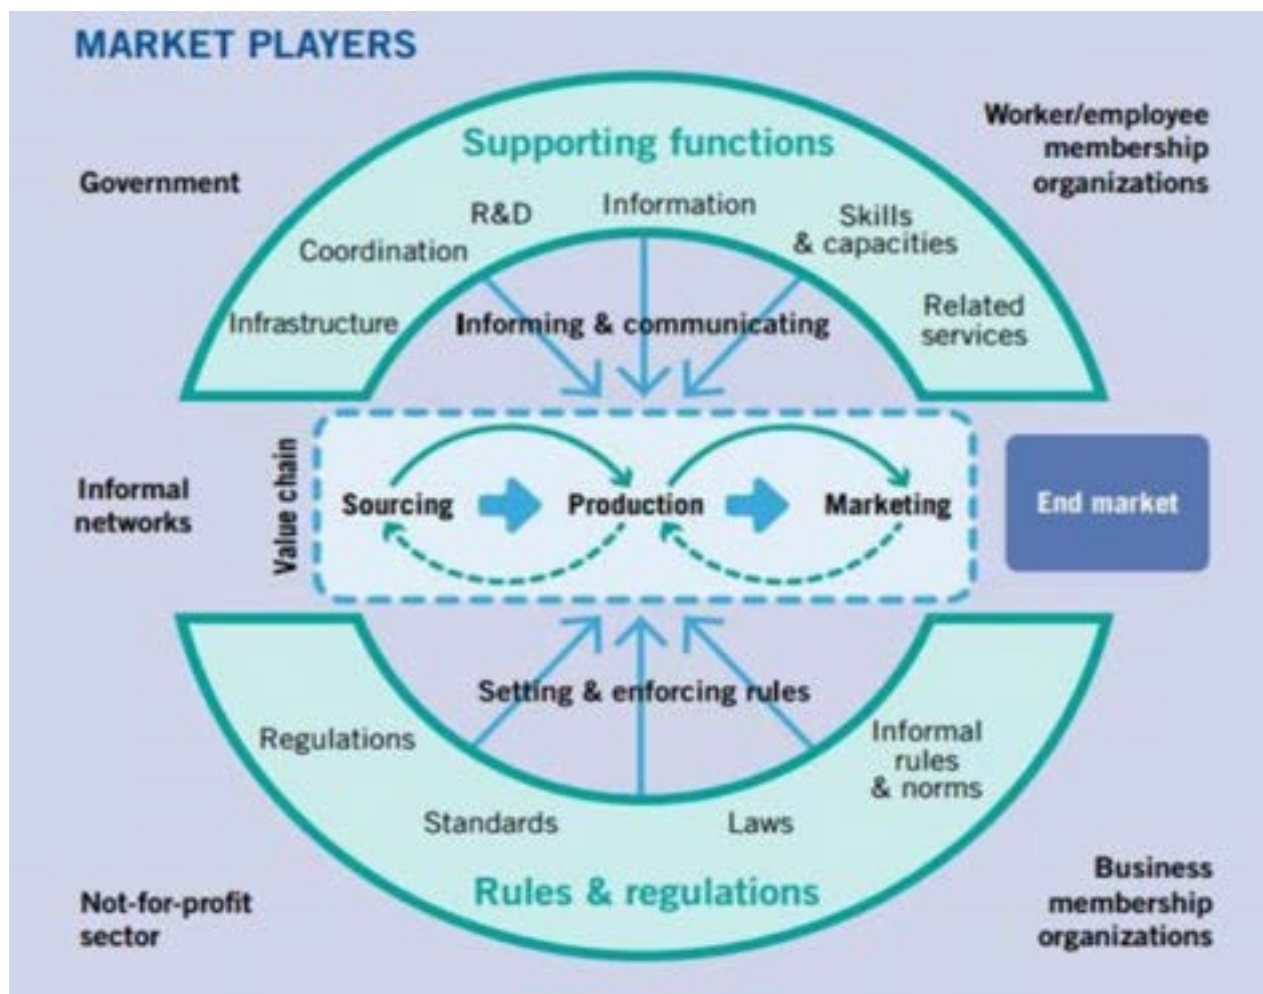 MARKET PLAYERS
Government
Worker/employee
membership
organizations
Supporting functions
Infrastructure
Coordination
R&D
Information
Skills
& capacities
Related
services
Informing & communicating
Informal
networks
Value chain
Sourcing
Production
Marketing
End market
Setting & enforcing rules
Regulations
Standards
Laws
Informal
rules
& norms
Rules & regulations
Not-for-profit
sector
Business
membership
organizations